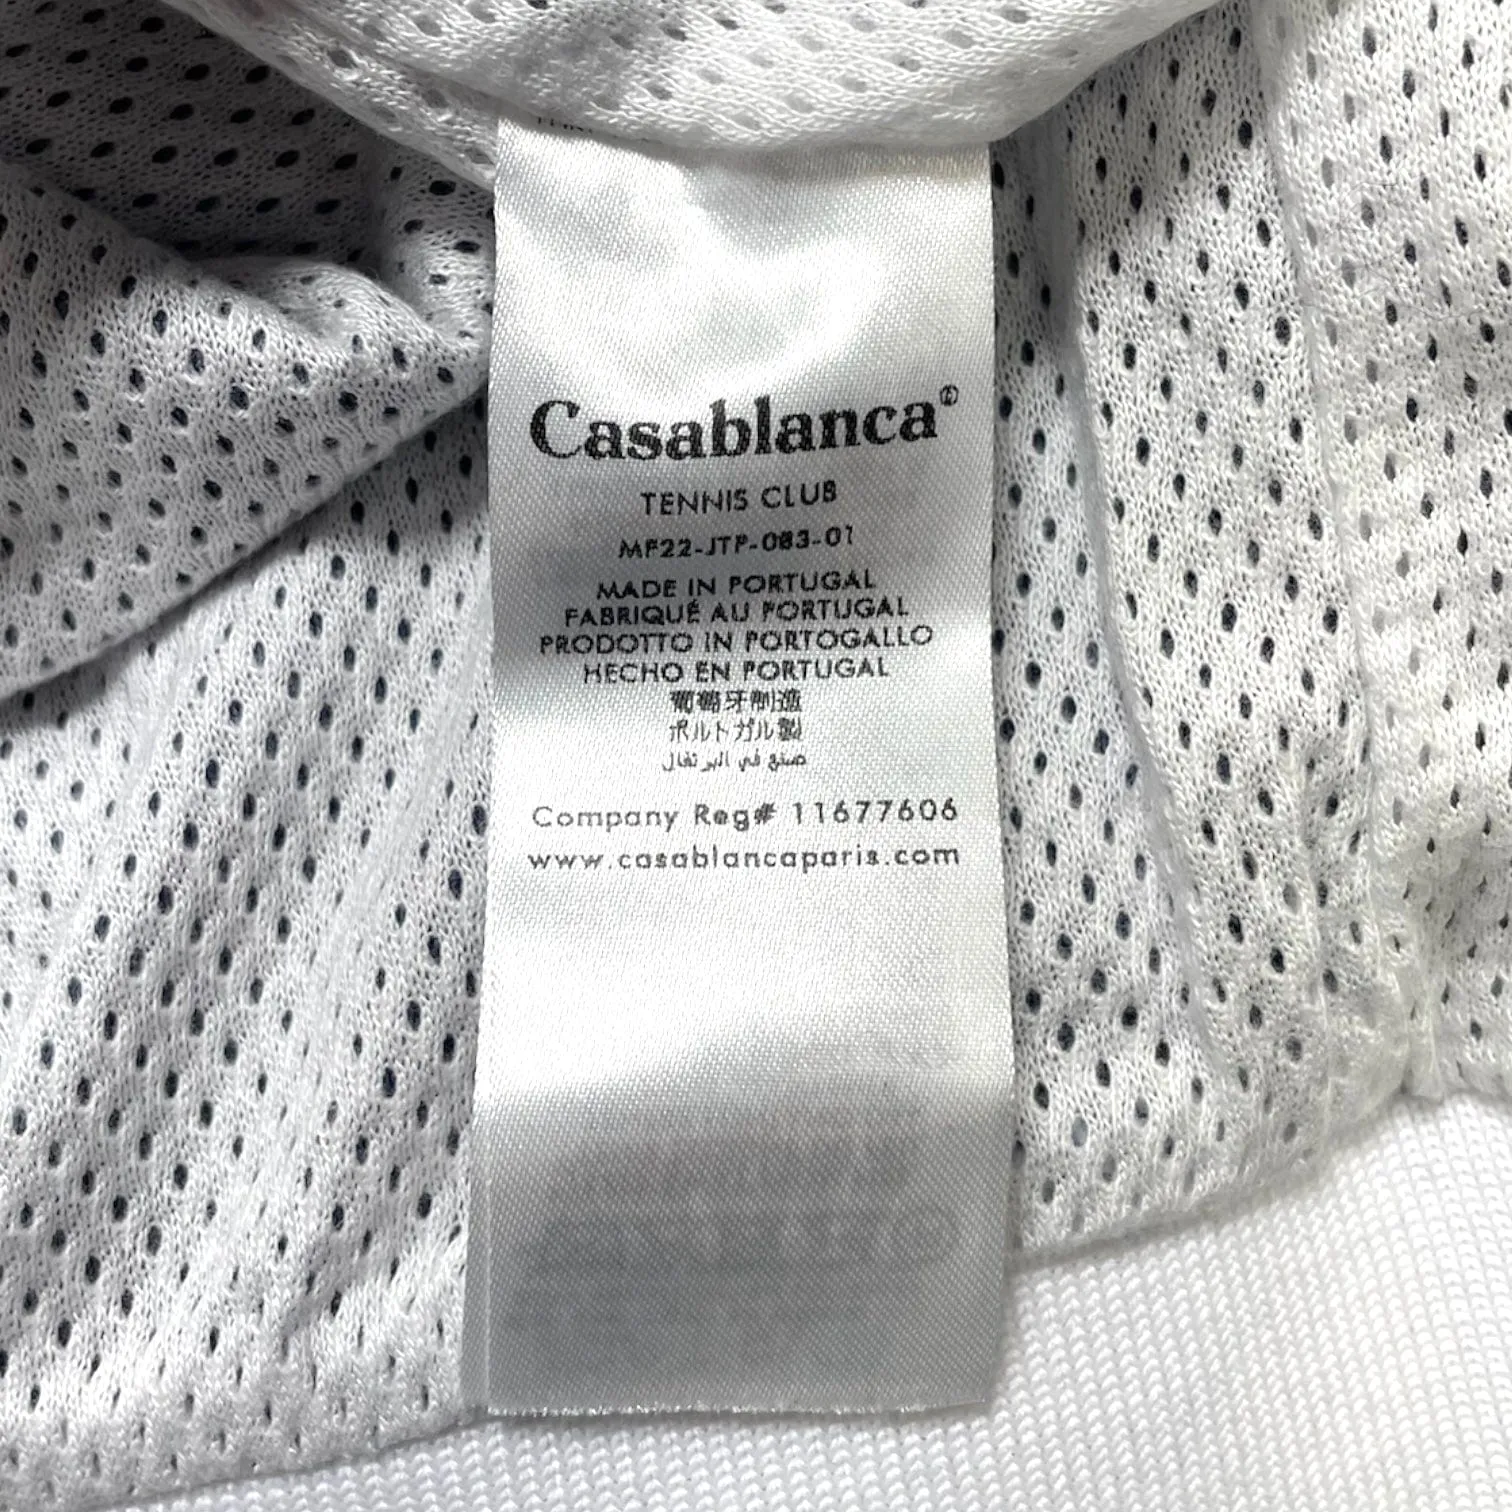 Casablanca®
TENNIS CLUB
MF22-JTP-083-01
MADE IN PORTUGAL
FABRIQUÉ AU PORTUGAL
PRODOTTO IN PORTOGALLO
HECHO EN PORTUGAL
葡萄牙制造
ポルトガル製
صنع في البرتغال
Company Reg# 11677606
www.casablancaparis.com